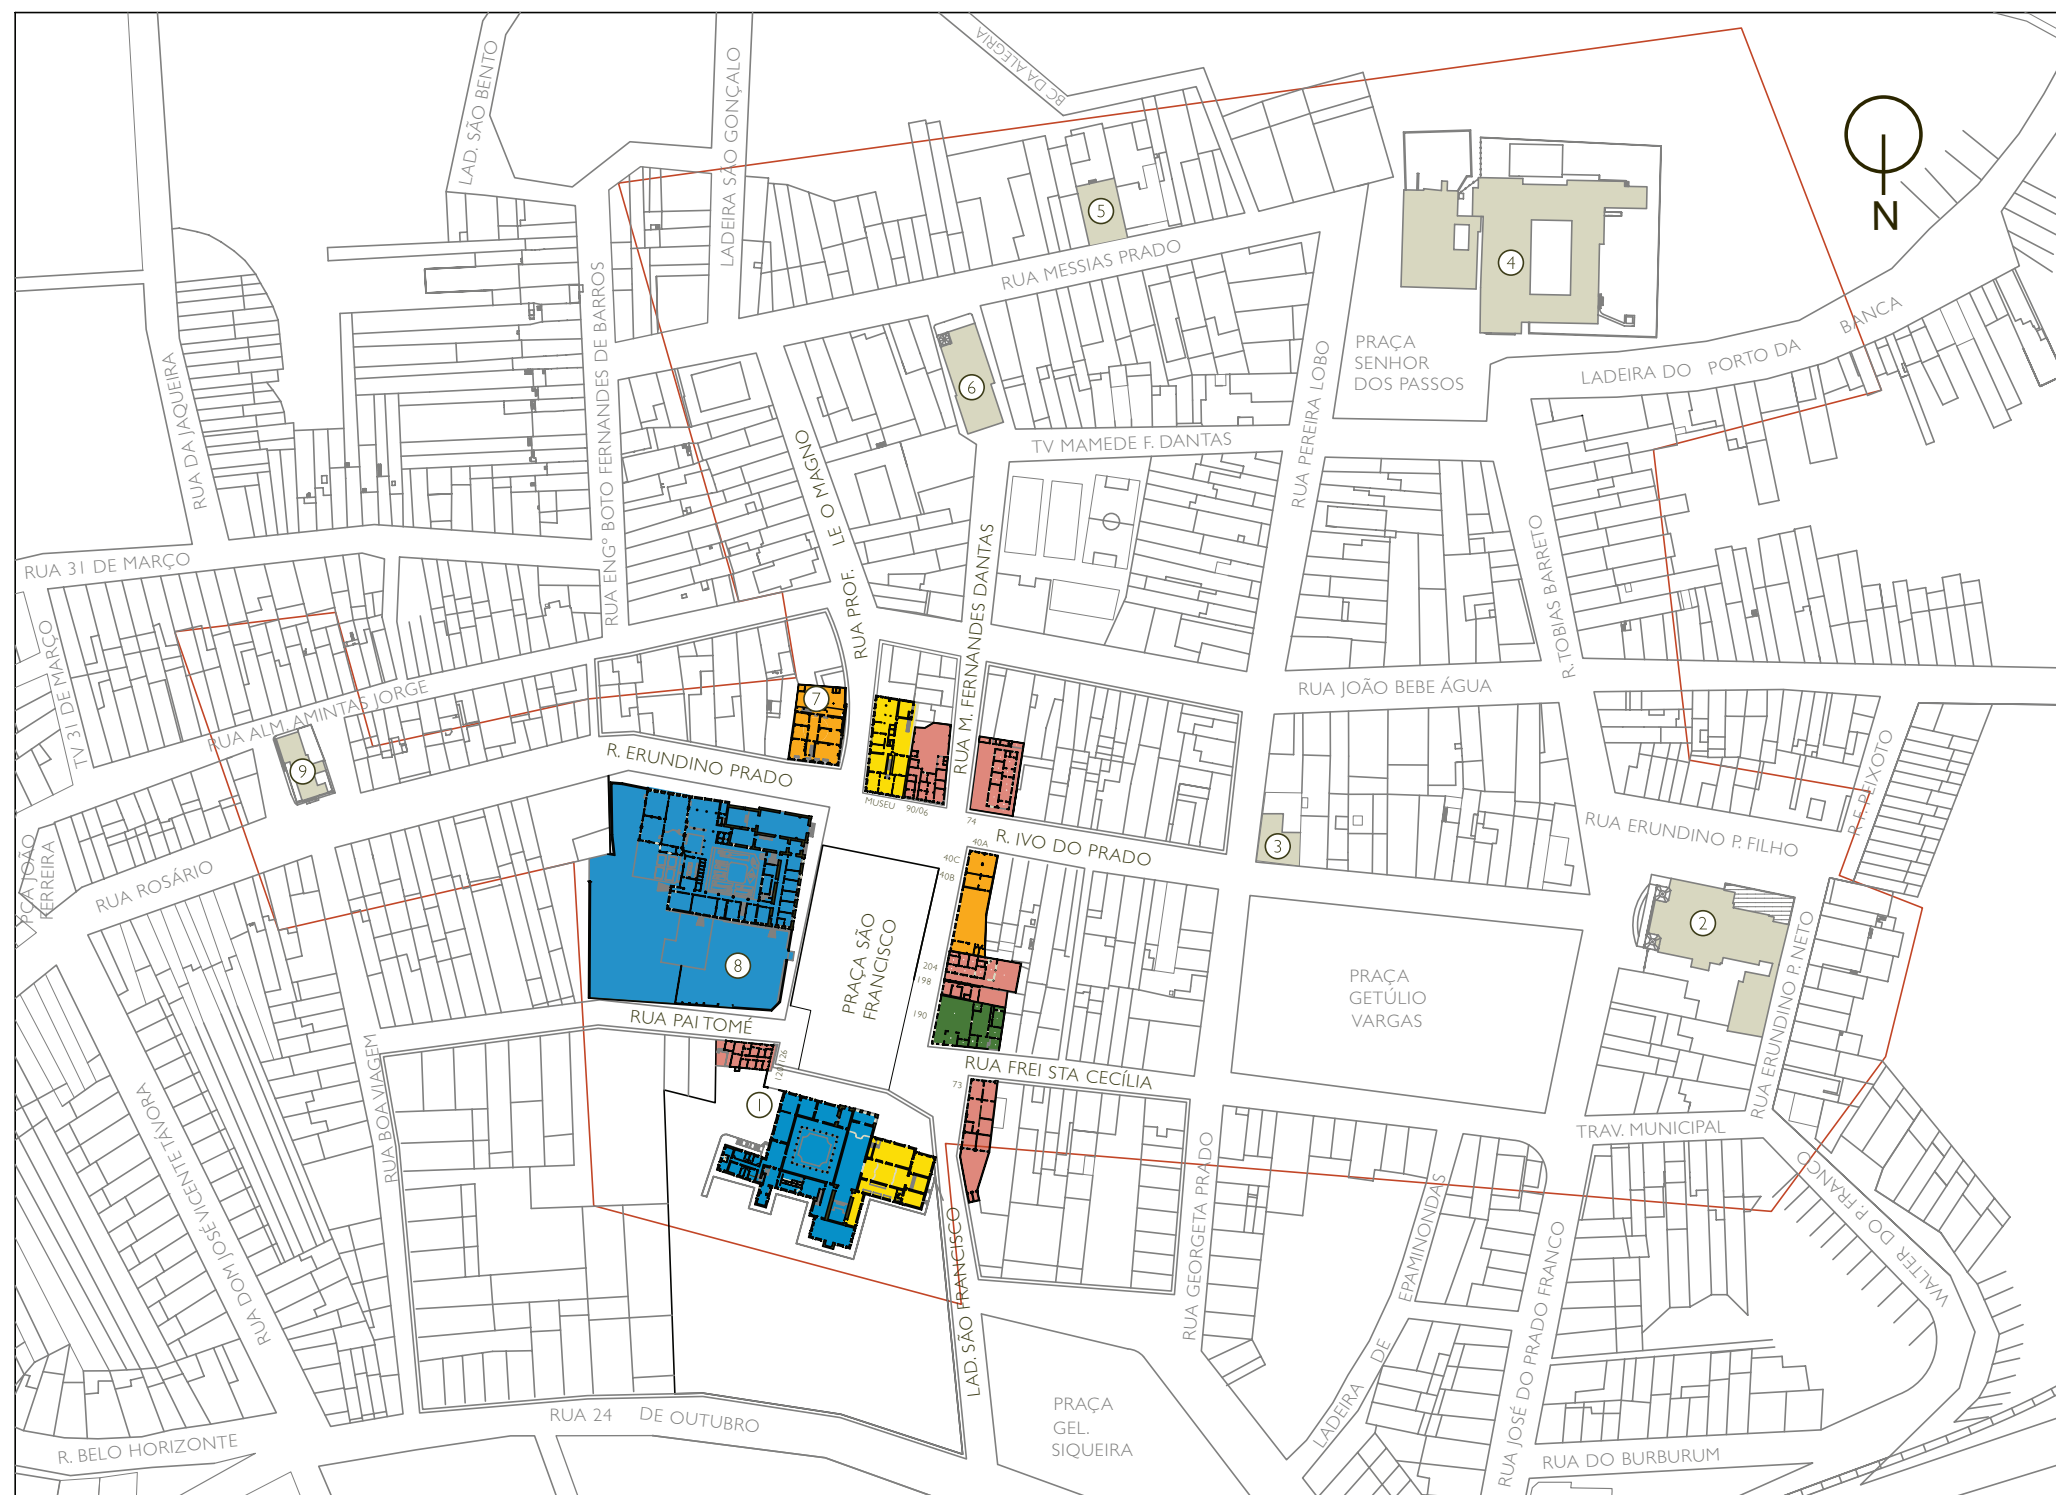 LAD. SÃO BENTO
LADEIRA SÃO GONÇALO
BC DA ALEGRIA
N
5
4
RUA MESSIAS PRADO
RUA ENGº BOTO FERNANDES DE BARROS
RUA DA JAQUEIRA
6
RUA PEREIRA LOBO
PRAÇA
SENHOR
DOS PASSOS
LADEIRA DO PORTO DA BANCA
TV MAMEDE F. DANTAS
RUA PROF. LE O MAGNO
RUA M. FERNANDES DANTAS
R. TOBIAS BARRETO
RUA 31 DE MARÇO
TV 31 DE MARÇO
RUA ALM. AMINTAS JORGE
RUA JOÃO BEBE ÁGUA
7
R. ERUNDINO PRADO
9
MUSEU
90/06
74
R. IVO DO PRADO
40A
40C
40B
3
RUA ERUNDINO P. FILHO
R F. PEIXOTO
PÇA JOÃO
FERREIRA
RUA ROSÁRIO
PRAÇA SÃO
FRANCISCO
8
204
198
190
2
PRAÇA
GETÚLIO
VARGAS
RUA ERUNDINO P. NETO
RUA PAI TOMÉ
120/126
RUA FREI STA CECÍLIA
73
1
RUA BOA VIAGEM
RUA DOM JOSÉ VICENTE TÁVORA
LAD. SÃO FRANCISCO
RUA GEORGETA PRADO
TRAV. MUNICIPAL
WALTER DO P. FRANCO
LADEIRA DE EPAMINONDAS
RUA JOSÉ DO PRADO FRANCO
RUA 24 DE OUTUBRO
R. BELO HORIZONTE
PRAÇA
GEL.
SIQUEIRA
RUA DO BURBURUM